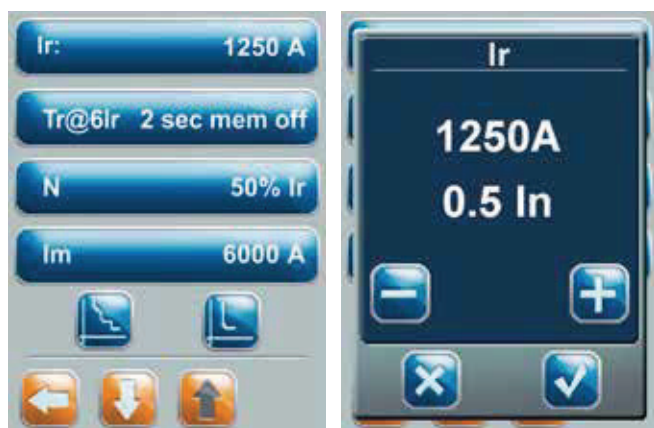 Ir: 1250 A
Tr@6Ir 2 sec mem off
N 50% Ir
Im 6000 A
Ir
1250A
0.5 In